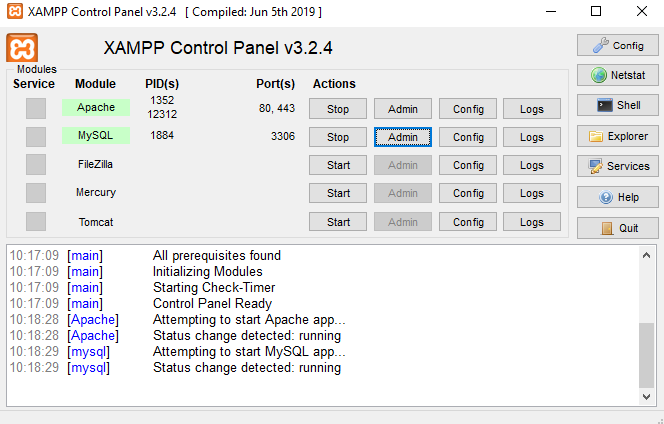 XAMPP Control Panel v3.2.4 [ Compiled: Jun 5th 2019 ]
XAMPP Control Panel v3.2.4
Config
Modules
Service Module PID(s) Port(s) Actions
Netstat
Apache 1352 12312 80, 443 Stop Admin Config Logs
Shell
MySQL 1884 3306 Stop Admin Config Logs
Explorer
FileZilla Start Admin Config Logs
Services
Mercury Start Admin Config Logs
Help
Tomcat Start Admin Config Logs
Quit
10:17:09 [main] All prerequisites found
10:17:09 [main] Initializing Modules
10:17:09 [main] Starting Check-Timer
10:17:09 [main] Control Panel Ready
10:18:28 [Apache] Attempting to start Apache app...
10:18:28 [Apache] Status change detected: running
10:18:29 [mysql] Attempting to start MySQL app...
10:18:29 [mysql] Status change detected: running